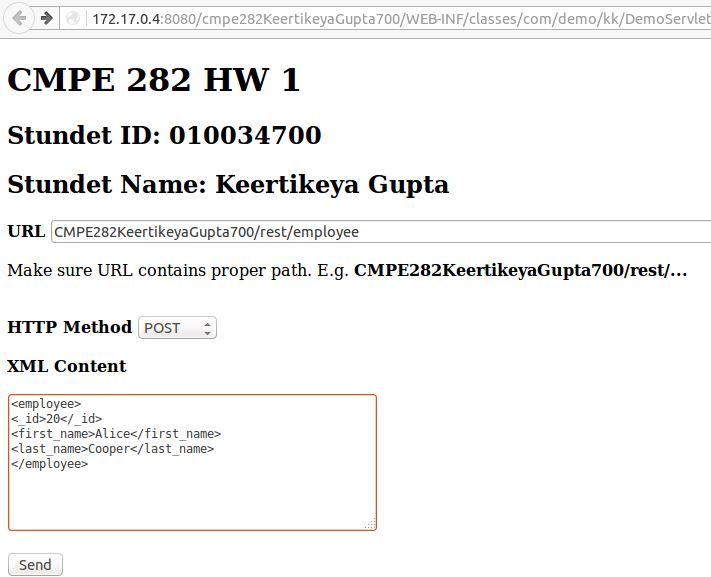 172.17.0.4:8080/cmpe282KeertikeyaGupta700/WEB-INF/classes/com/demo/kk/DemoServlet
CMPE 282 HW 1
Stundet ID: 010034700
Stundet Name: Keertikeya Gupta
URL CMPE282KeertikeyaGupta700/rest/employee
Make sure URL contains proper path. E.g. CMPE282KeertikeyaGupta700/rest/...
HTTP Method POST
XML Content
<employee>
<_id>20</_id>
<first_name>Alice</first_name>
<last_name>Cooper</last_name>
</employee>
Send